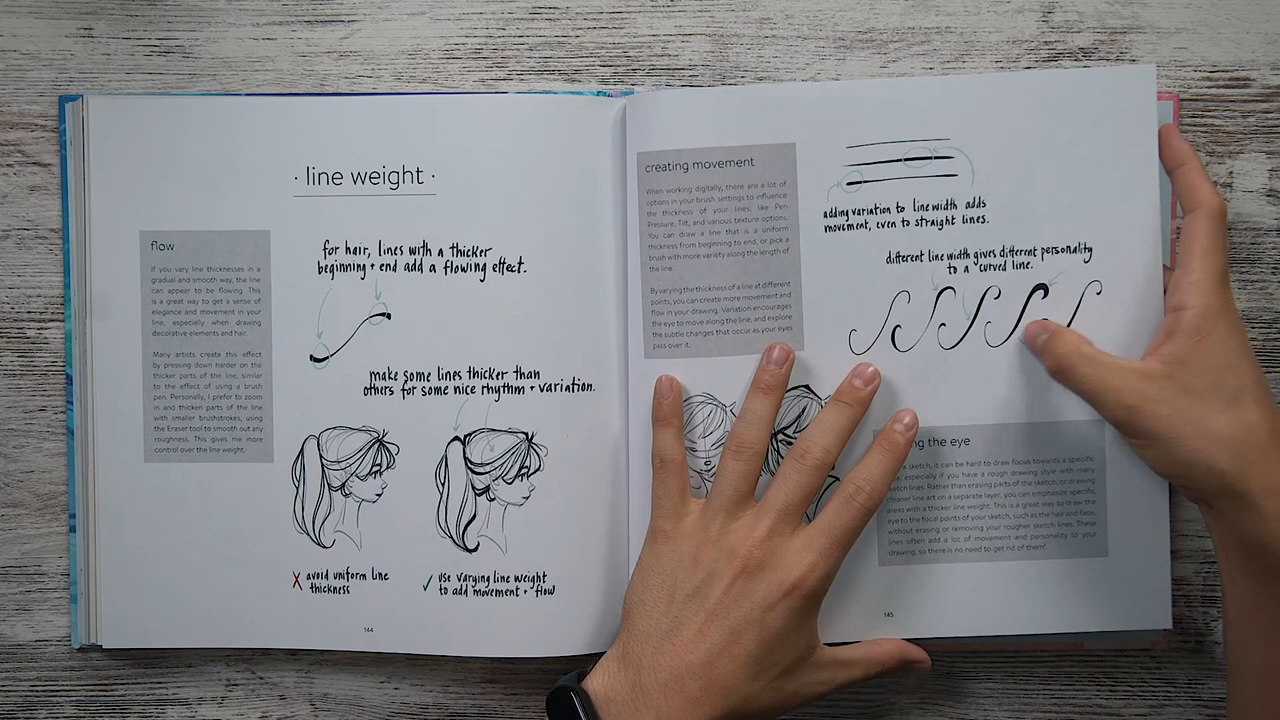 · line weight ·
flow
If you vary line thicknesses in a
gradual and smooth way, the line
can appear to be flowing. This
is a great way to get a sense of
elegance and movement in your
line, especially when drawing
decorative elements and hair.
Many artists create this effect
by pressing down harder on the
thicker parts of the line, similar
to the effect of using a brush
pen. Personally, I prefer to zoom
in and thicken parts of the line
with smaller brushstrokes, using
the Eraser tool to smooth out any
roughness. This gives me more
control over the line weight.
for hair, lines with a thicker
beginning + end add a flowing effect.
make some lines thicker than
others for some nice rhythm + variation.
X avoid uniform line
thickness
✓ use varying line weight
to add movement + flow
144
creating movement
When working digitally, there are a lot of
options in your brush settings to influence
the thickness of your lines, like Pen
Pressure, Tilt, and various texture options.
You can draw a line that is a uniform
thickness from beginning to end, or pick a
brush with more variety along the length of
the line.
By varying the thickness of a line at different
points, you can create more movement and
flow in your drawing. Variation encourages
the eye to move along the line, and explore
the subtle changes that occur as your eyes
pass over it.
adding variation to line width adds
movement, even to straight lines.
different line width gives different personality
to a curved line.
the eye
a sketch, it can be hard to draw focus towards a specific
especially if you have a rough drawing style with many
sketch lines. Rather than erasing parts of the sketch, or drawing
cleaner line art on a separate layer, you can emphasize specific
areas with a thicker line weight. This is a great way to draw the
eye to the focal points of your sketch, such as the hair and face,
without erasing or removing your rougher sketch lines. These
lines often add a lot of movement and personality to your
drawing, so there is no need to get rid of them!
145